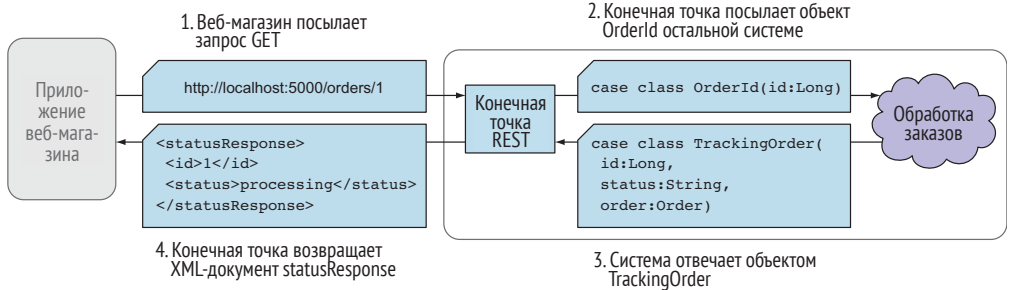 1. Веб-магазин посылает
запрос GET
2. Конечная точка посылает объект
OrderId остальной системе
Прило-
жение
веб-мага-
зина
http://localhost:5000/orders/1
Конечная
точка
REST
case class OrderId(id:Long)
Обработка
заказов
<statusResponse>
<id>1</id>
<status>processing</status>
</statusResponse>
case class TrackingOrder(
id:Long,
status:String,
order:Order)
4. Конечная точка возвращает
XML-документ statusResponse
3. Система отвечает объектом
TrackingOrder